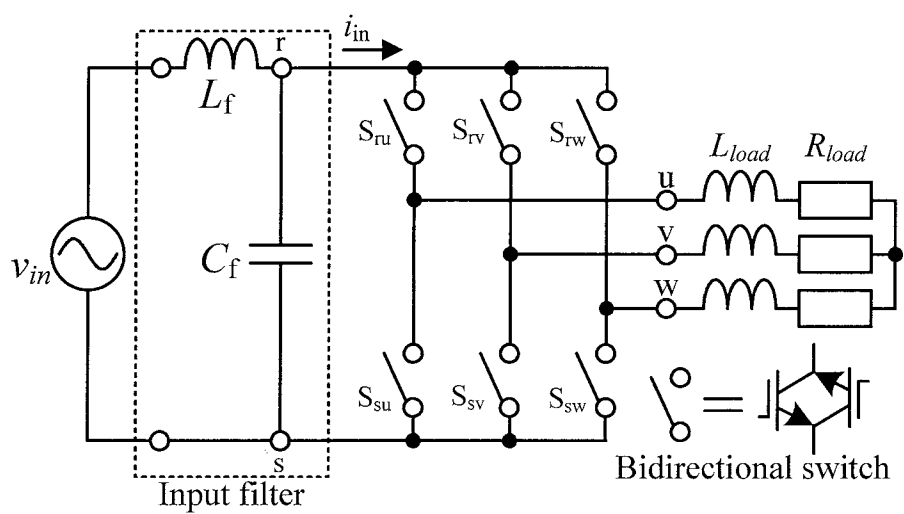 r
i_in
L_f
S_ru
S_rv
S_rw
L_load
R_load
u
v
w
v_in
C_f
S_su
S_sv
S_sw
=
s
Bidirectional switch
Input filter